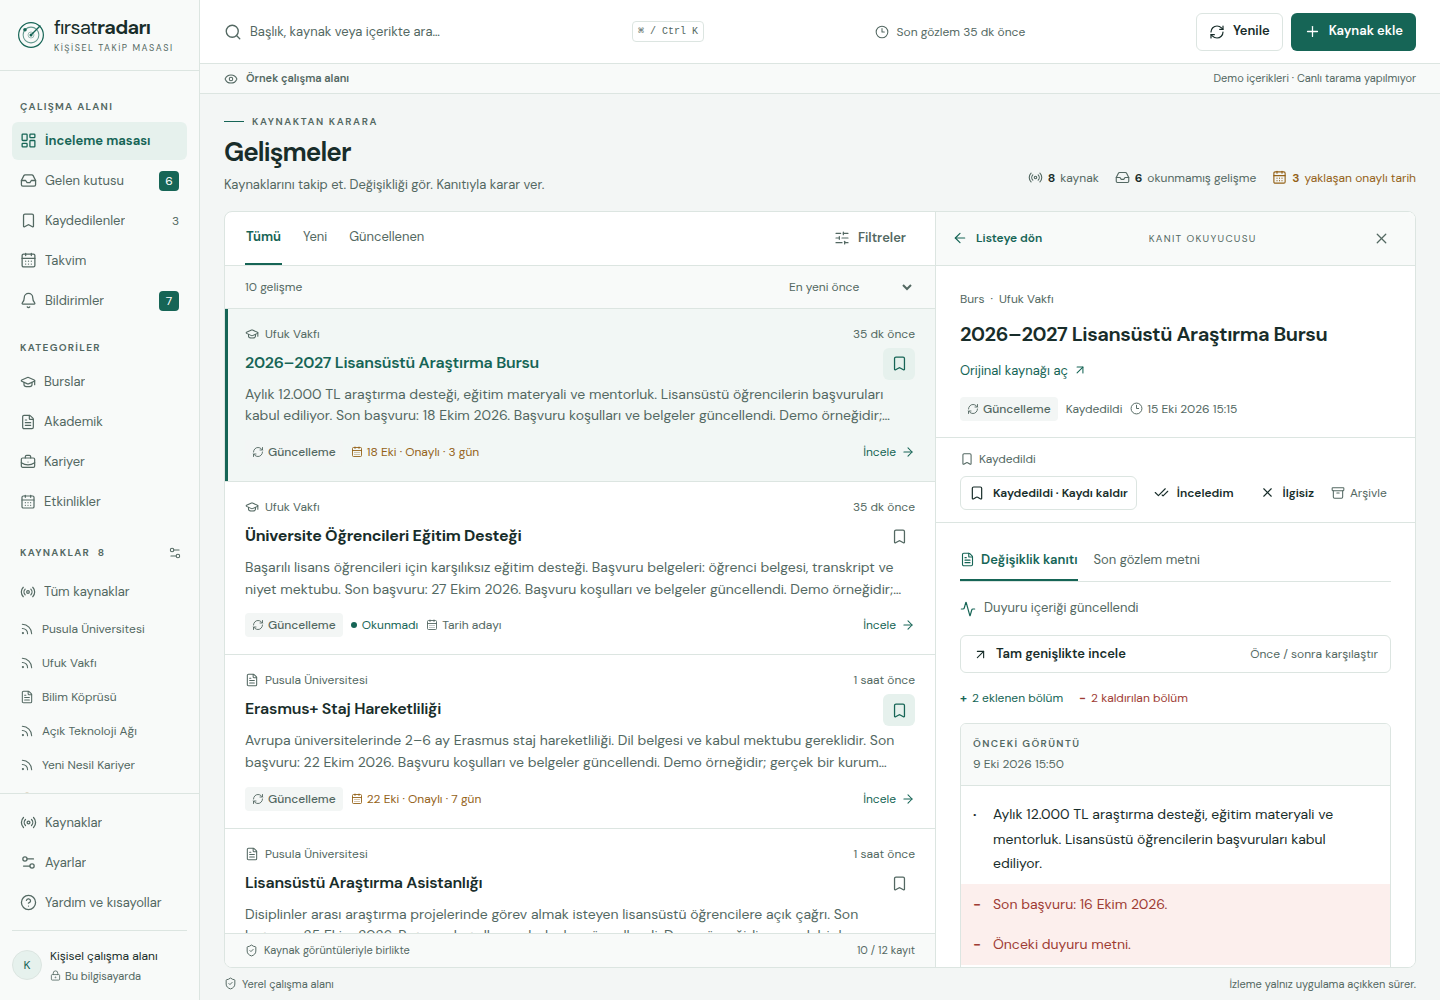 fırsatradarı
KİŞİSEL TAKİP MASASI
ÇALIŞMA ALANI
İnceleme masası
Gelen kutusu 6
Kaydedilenler 3
Takvim
Bildirimler 7
KATEGORİLER
Burslar
Akademik
Kariyer
Etkinlikler
KAYNAKLAR 8
Tüm kaynaklar
Pusula Üniversitesi
Ufuk Vakfı
Bilim Köprüsü
Açık Teknoloji Ağı
Yeni Nesil Kariyer
Kaynaklar
Ayarlar
Yardım ve kısayollar
K
Kişisel çalışma alanı
Bu bilgisayarda
Başlık, kaynak veya içerikte ara...
⌘ / Ctrl K
Son gözlem 35 dk önce
Yenile
Kaynak ekle
Örnek çalışma alanı
Demo içerikleri · Canlı tarama yapılmıyor
KAYNAKTAN KARARA
Gelişmeler
Kaynaklarını takip et. Değişikliği gör. Kanıtıyla karar ver.
8 kaynak 6 okunmamış gelişme 3 yaklaşan onaylı tarih
Tümü Yeni Güncellenen Filtreler
10 gelişme En yeni önce
Ufuk Vakfı 35 dk önce
2026–2027 Lisansüstü Araştırma Bursu
Aylık 12.000 TL araştırma desteği, eğitim materyali ve mentorluk. Lisansüstü öğrencilerin başvuruları
kabul ediliyor. Son başvuru: 18 Ekim 2026. Başvuru koşulları ve belgeler güncellendi. Demo örneğidir;...
Güncelleme 18 Eki · Onaylı · 3 gün İncele
Ufuk Vakfı 35 dk önce
Üniversite Öğrencileri Eğitim Desteği
Başarılı lisans öğrencileri için karşılıksız eğitim desteği. Başvuru belgeleri: öğrenci belgesi, transkript ve
niyet mektubu. Son başvuru: 27 Ekim 2026. Başvuru koşulları ve belgeler güncellendi. Demo örneğidir;...
Güncelleme Okunmadı Tarih adayı İncele
Pusula Üniversitesi 1 saat önce
Erasmus+ Staj Hareketliliği
Avrupa üniversitelerinde 2–6 ay Erasmus staj hareketliliği. Dil belgesi ve kabul mektubu gereklidir. Son
başvuru: 22 Ekim 2026. Başvuru koşulları ve belgeler güncellendi. Demo örneğidir; gerçek bir kurum...
Güncelleme 22 Eki · Onaylı · 7 gün İncele
Pusula Üniversitesi 1 saat önce
Lisansüstü Araştırma Asistanlığı
Disiplinler arası araştırma projelerinde görev almak isteyen lisansüstü öğrencilere açık çağrı. Son
Kaynak görüntüleriyle birlikte 10 / 12 kayıt
Listeye dön KANIT OKUYUCUSU
Burs · Ufuk Vakfı
2026–2027 Lisansüstü Araştırma Bursu
Orijinal kaynağı aç
Güncelleme Kaydedildi 15 Eki 2026 15:15
Kaydedildi
Kaydedildi · Kaydı kaldır İnceledim İlgisiz Arşivle
Değişiklik kanıtı Son gözlem metni
Duyuru içeriği güncellendi
Tam genişlikte incele Önce / sonra karşılaştır
+ 2 eklenen bölüm − 2 kaldırılan bölüm
ÖNCEKİ GÖRÜNTÜ
9 Eki 2026 15:50
· Aylık 12.000 TL araştırma desteği, eğitim materyali ve
mentorluk. Lisansüstü öğrencilerin başvuruları kabul
ediliyor.
− Son başvuru: 16 Ekim 2026.
− Önceki duyuru metni.
Yerel çalışma alanı
İzleme yalnız uygulama açıkken sürer.